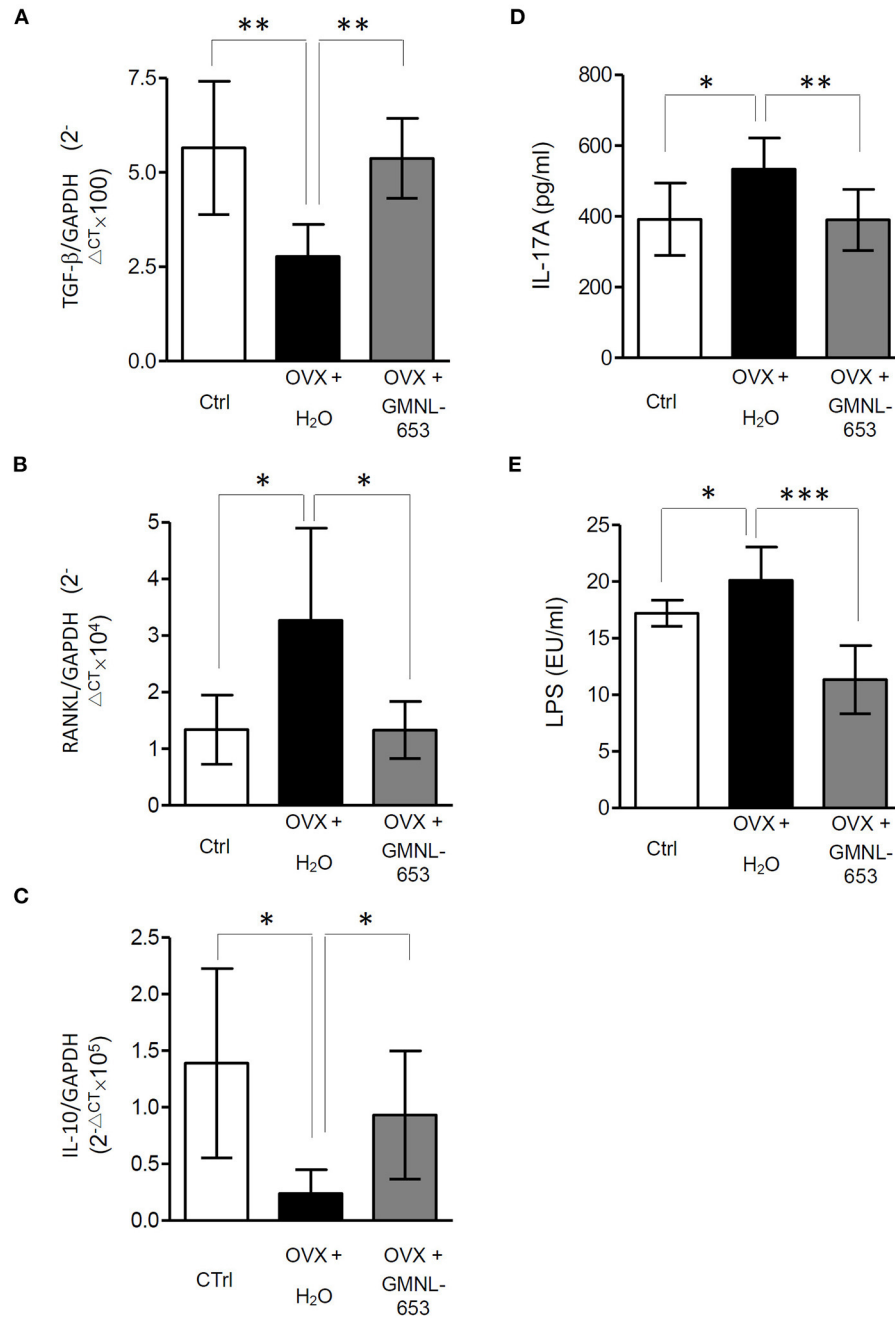 A
** **
TGF-β/GAPDH (2-
△CT×100)
7.5
5.0
2.5
0.0
Ctrl
OVX +
H₂O
OVX +
GMNL-
653
B
* *
RANKL/GAPDH (2-
△CT×10⁴)
5
4
3
2
1
0
Ctrl
OVX +
H₂O
OVX +
GMNL-
653
C
* *
IL-10/GAPDH
(2-△CT×10⁵)
2.5
2.0
1.5
1.0
0.5
0.0
CTrl
OVX +
H₂O
OVX +
GMNL-
653
D
* **
IL-17A (pg/ml)
800
600
400
200
0
Ctrl
OVX +
H₂O
OVX +
GMNL-
653
E
* ***
LPS (EU/ml)
25
20
15
10
5
0
Ctrl
OVX +
H₂O
OVX +
GMNL-
653